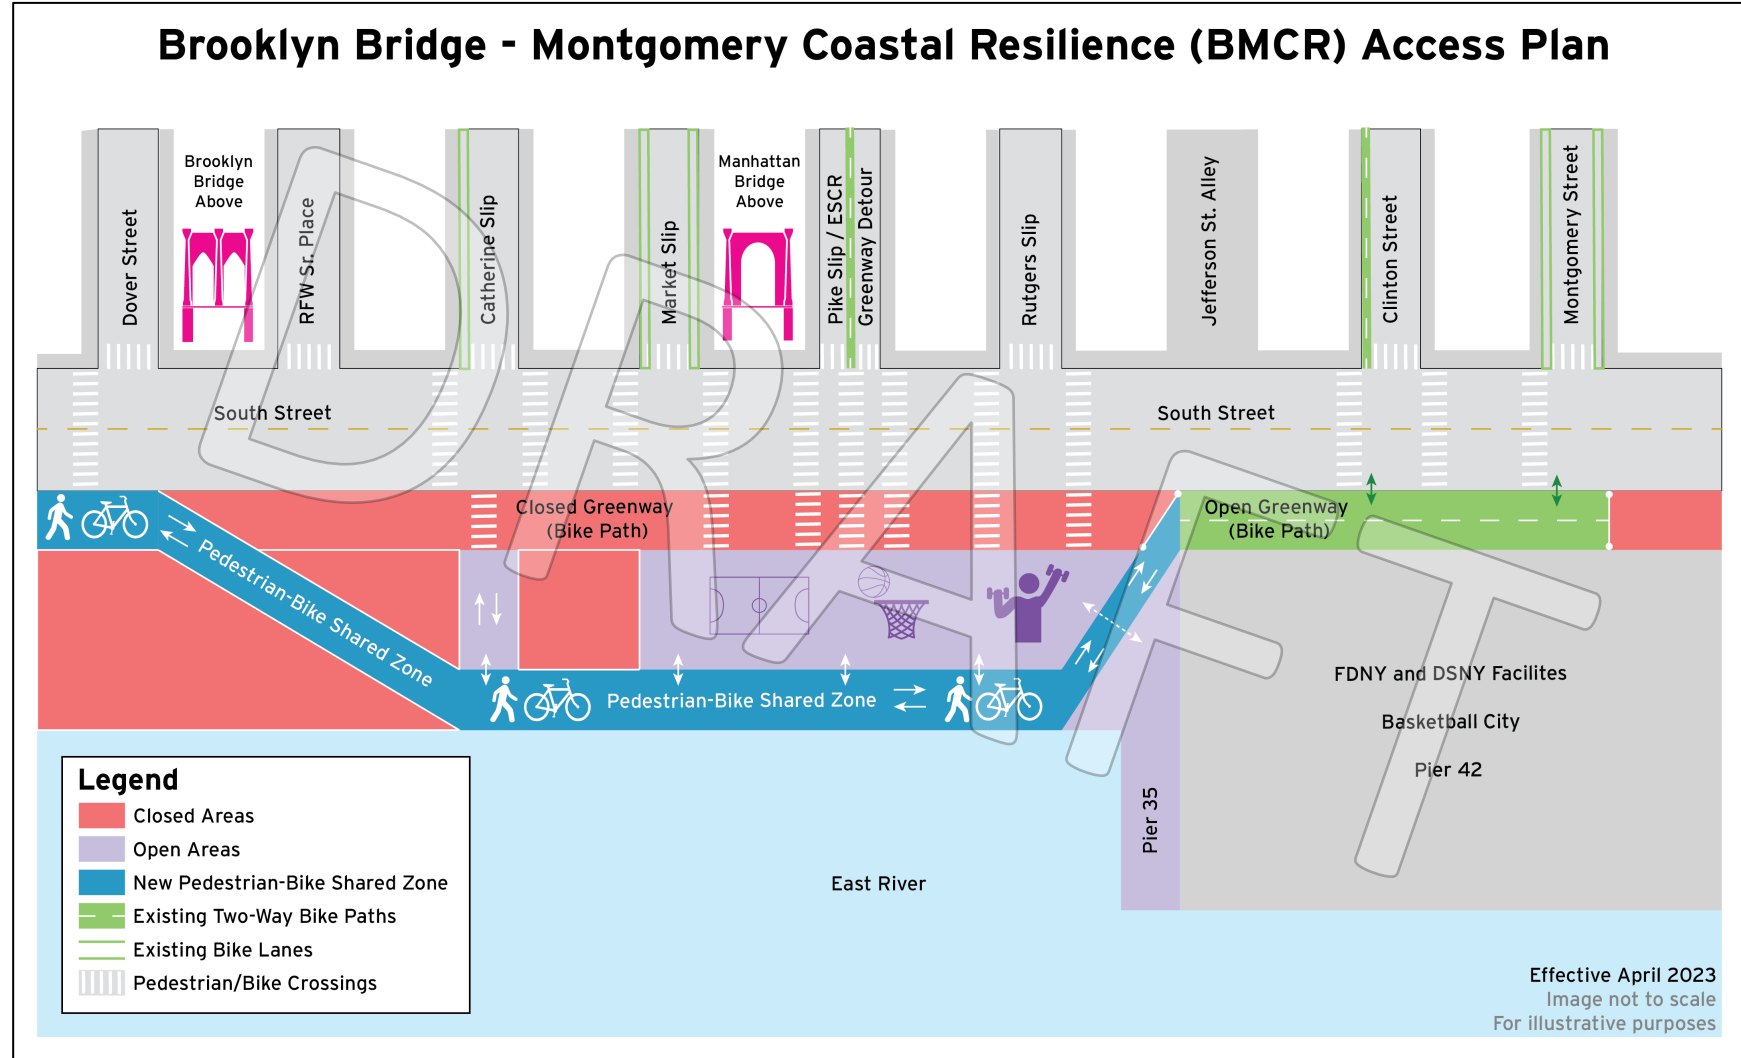 Brooklyn Bridge - Montgomery Coastal Resilience (BMCR) Access Plan
Dover Street
Brooklyn
Bridge
Above
RFW Sr. Place
Catherine Slip
Market Slip
Manhattan
Bridge
Above
Pike Slip / ESCR
Greenway Detour
Rutgers Slip
Jefferson St. Alley
Clinton Street
Montgomery Street
South Street
South Street
Closed Greenway
(Bike Path)
Open Greenway
(Bike Path)
Pedestrian-Bike Shared Zone
Pedestrian-Bike Shared Zone
FDNY and DSNY Facilites
Basketball City
Pier 42
Pier 35
East River
Legend
Closed Areas
Open Areas
New Pedestrian-Bike Shared Zone
Existing Two-Way Bike Paths
Existing Bike Lanes
Pedestrian/Bike Crossings
Effective April 2023
Image not to scale
For illustrative purposes
DRAFT